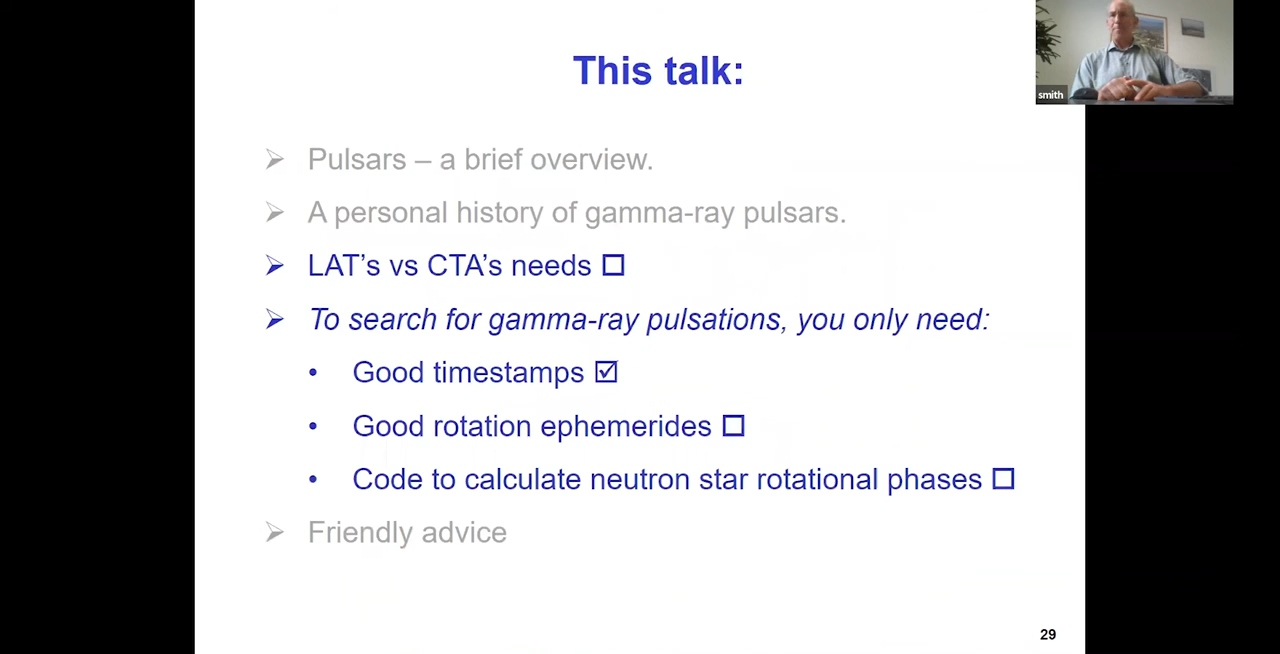 This talk:
smith
➢ Pulsars – a brief overview.
➢ A personal history of gamma-ray pulsars.
➢ LAT's vs CTA's needs ☐
➢ To search for gamma-ray pulsations, you only need:
• Good timestamps ☑
• Good rotation ephemerides ☐
• Code to calculate neutron star rotational phases ☐
➢ Friendly advice
29